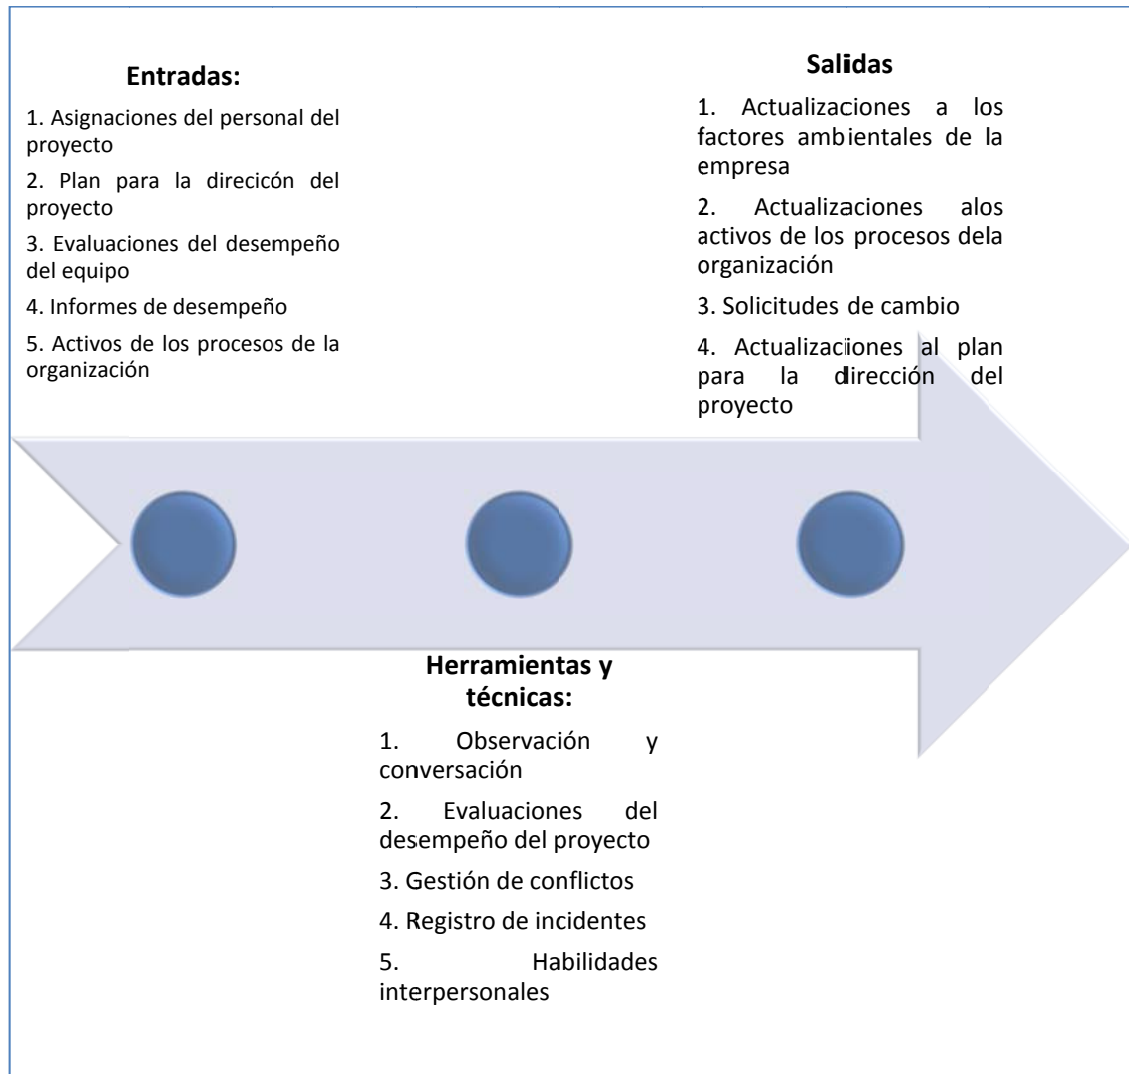 Entradas:
1. Asignaciones del personal del
proyecto
2. Plan para la direcicón del
proyecto
3. Evaluaciones del desempeño
del equipo
4. Informes de desempeño
5. Activos de los procesos de la
organización
Salidas
1. Actualizaciones a los
factores ambientales de la
empresa
2. Actualizaciones alos
activos de los procesos dela
organización
3. Solicitudes de cambio
4. Actualizaciones al plan
para la dirección del
proyecto
Herramientas y
técnicas:
1. Observación y
conversación
2. Evaluaciones del
desempeño del proyecto
3. Gestión de conflictos
4. Registro de incidentes
5. Habilidades
interpersonales